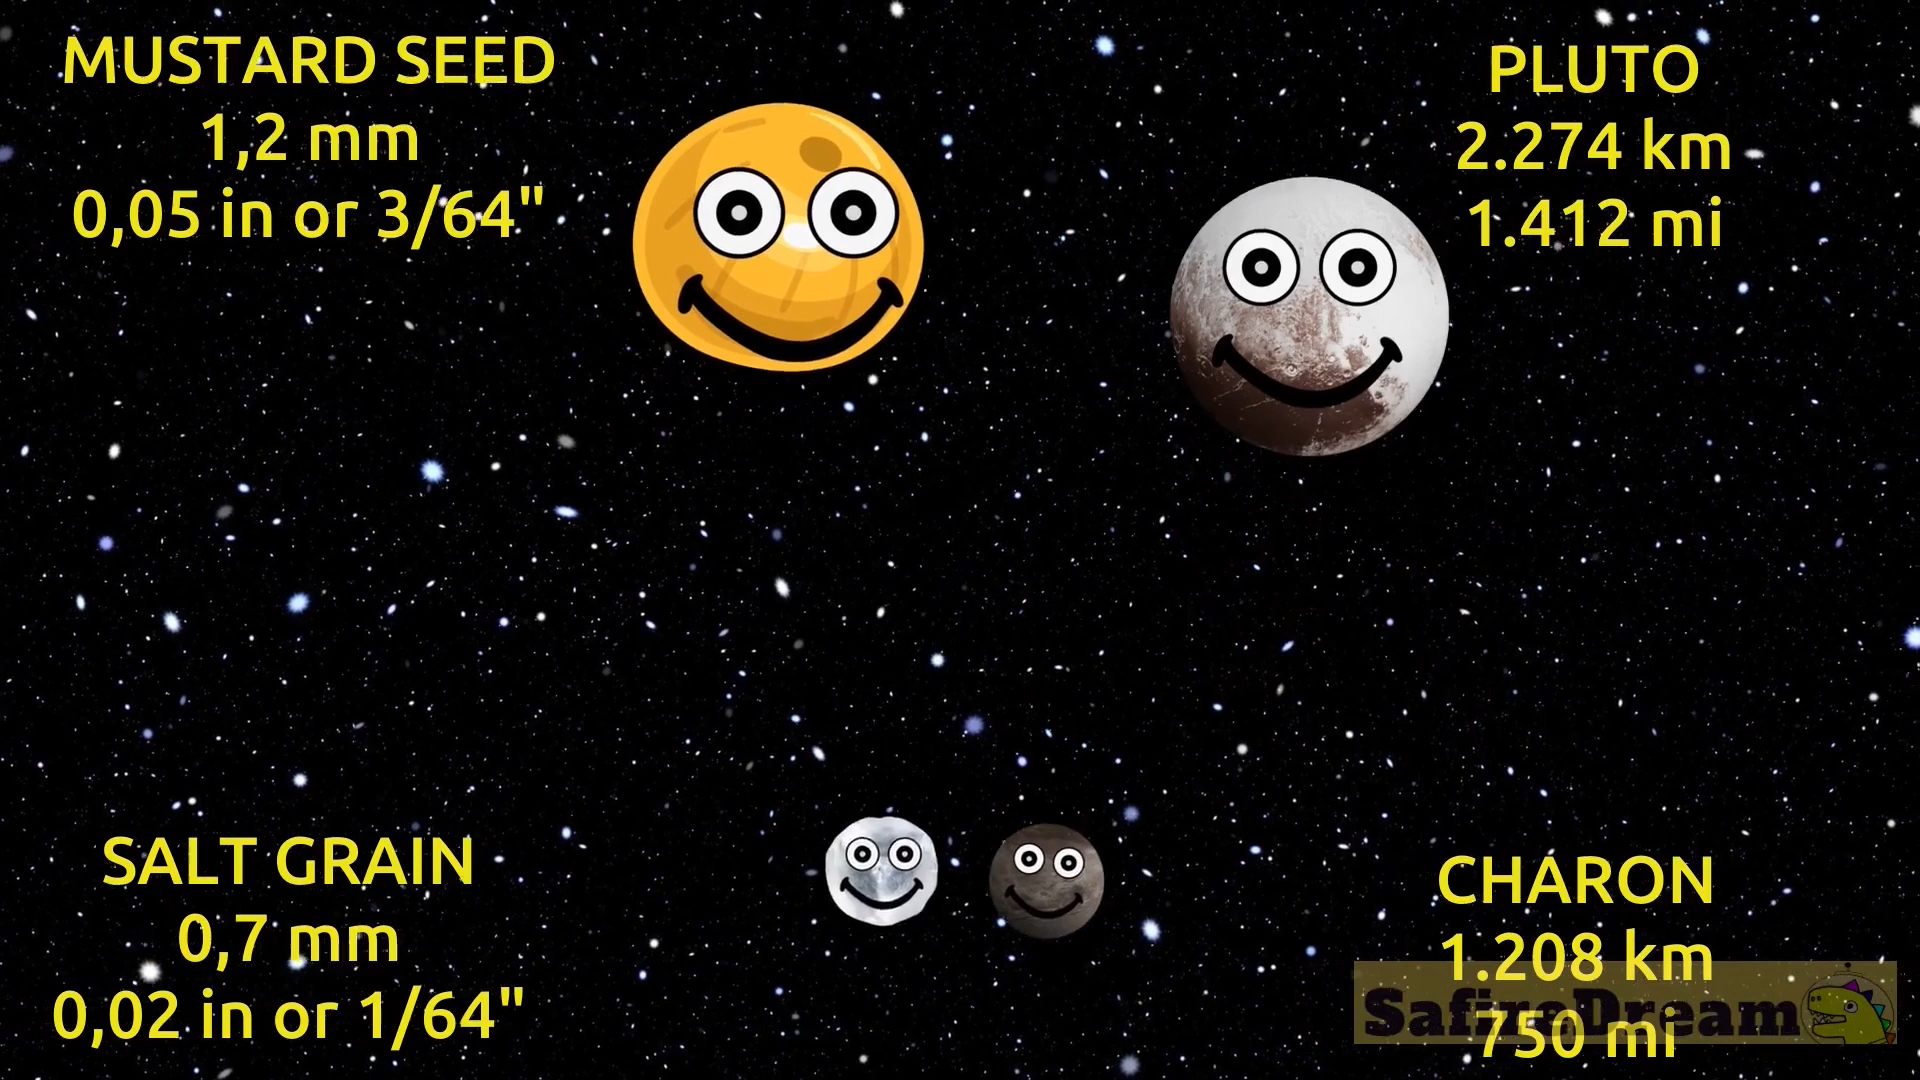 MUSTARD SEED
1,2 mm
0,05 in or 3/64"
PLUTO
2.274 km
1.412 mi
SALT GRAIN
0,7 mm
0,02 in or 1/64"
CHARON
1.208 km
750 mi
SafireDream